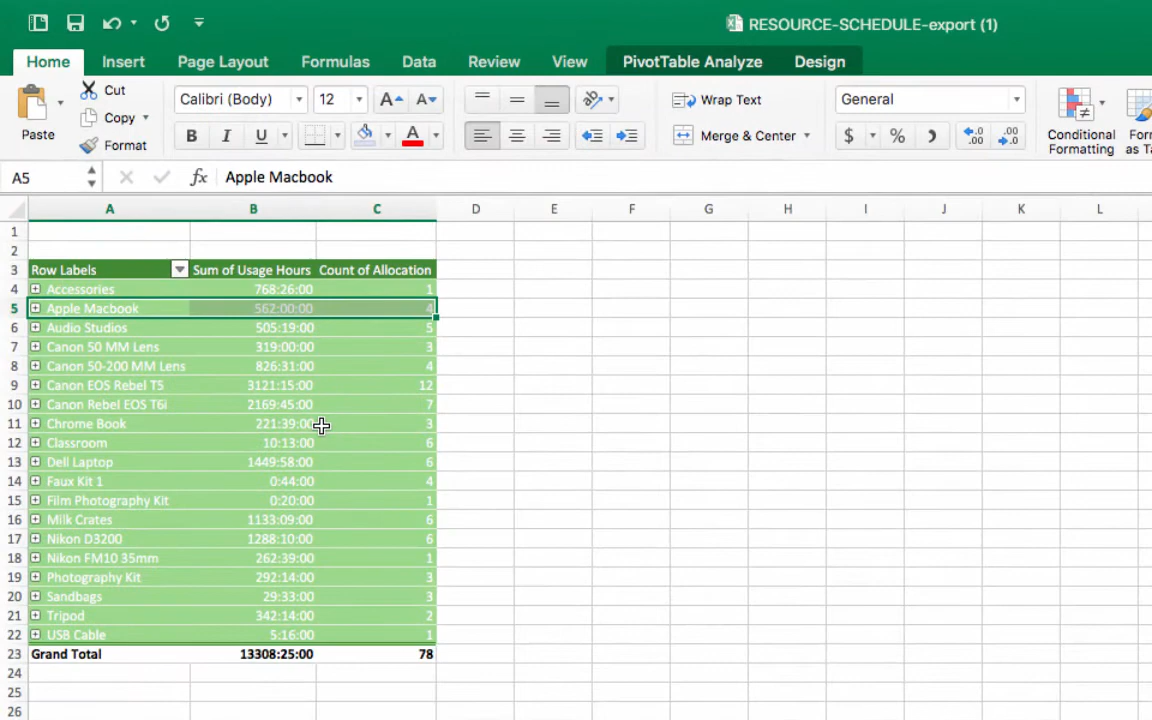 RESOURCE-SCHEDULE-export (1)
Home Insert Page Layout Formulas Data Review View PivotTable Analyze Design
Paste
Cut
Copy
Format
Calibri (Body) 12 A A
B I U A
Wrap Text
Merge & Center
General
$ % .0 .00 .00 .0
Conditional Formatting
A5 fx Apple Macbook
A B C D E F G H I J K L
1
2
3 Row Labels Sum of Usage Hours Count of Allocation
4 Accessories 768:26:00 1
5 Apple Macbook 562:00:00 4
6 Audio Studios 505:19:00 5
7 Canon 50 MM Lens 319:00:00 3
8 Canon 50-200 MM Lens 826:31:00 4
9 Canon EOS Rebel T5 3121:15:00 12
10 Canon Rebel EOS T6i 2169:45:00 7
11 Chrome Book 221:39:00 3
12 Classroom 10:13:00 6
13 Dell Laptop 1449:58:00 6
14 Faux Kit 1 0:44:00 4
15 Film Photography Kit 0:20:00 1
16 Milk Crates 1133:09:00 6
17 Nikon D3200 1288:10:00 6
18 Nikon FM10 35mm 262:39:00 1
19 Photography Kit 292:14:00 3
20 Sandbags 29:33:00 3
21 Tripod 342:14:00 2
22 USB Cable 5:16:00 1
23 Grand Total 13308:25:00 78
24
25
26